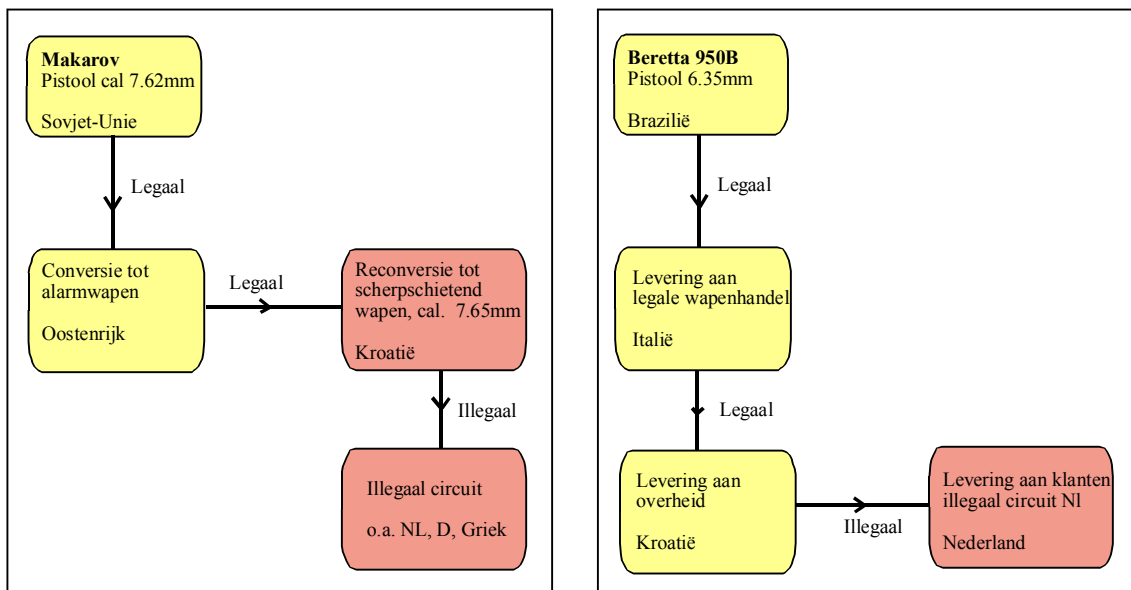 Makarov
Pistool cal 7.62mm
Sovjet-Unie
Legaal
Conversie tot
alarmwapen
Oostenrijk
Legaal
Reconversie tot
scherpschietend
wapen, cal. 7.65mm
Kroatië
Illegaal
Illegaal circuit
o.a. NL, D, Griek
Beretta 950B
Pistool 6.35mm
Brazilië
Legaal
Levering aan
legale wapenhandel
Italië
Legaal
Levering aan
overheid
Kroatië
Illegaal
Levering aan klanten
illegaal circuit Nl
Nederland